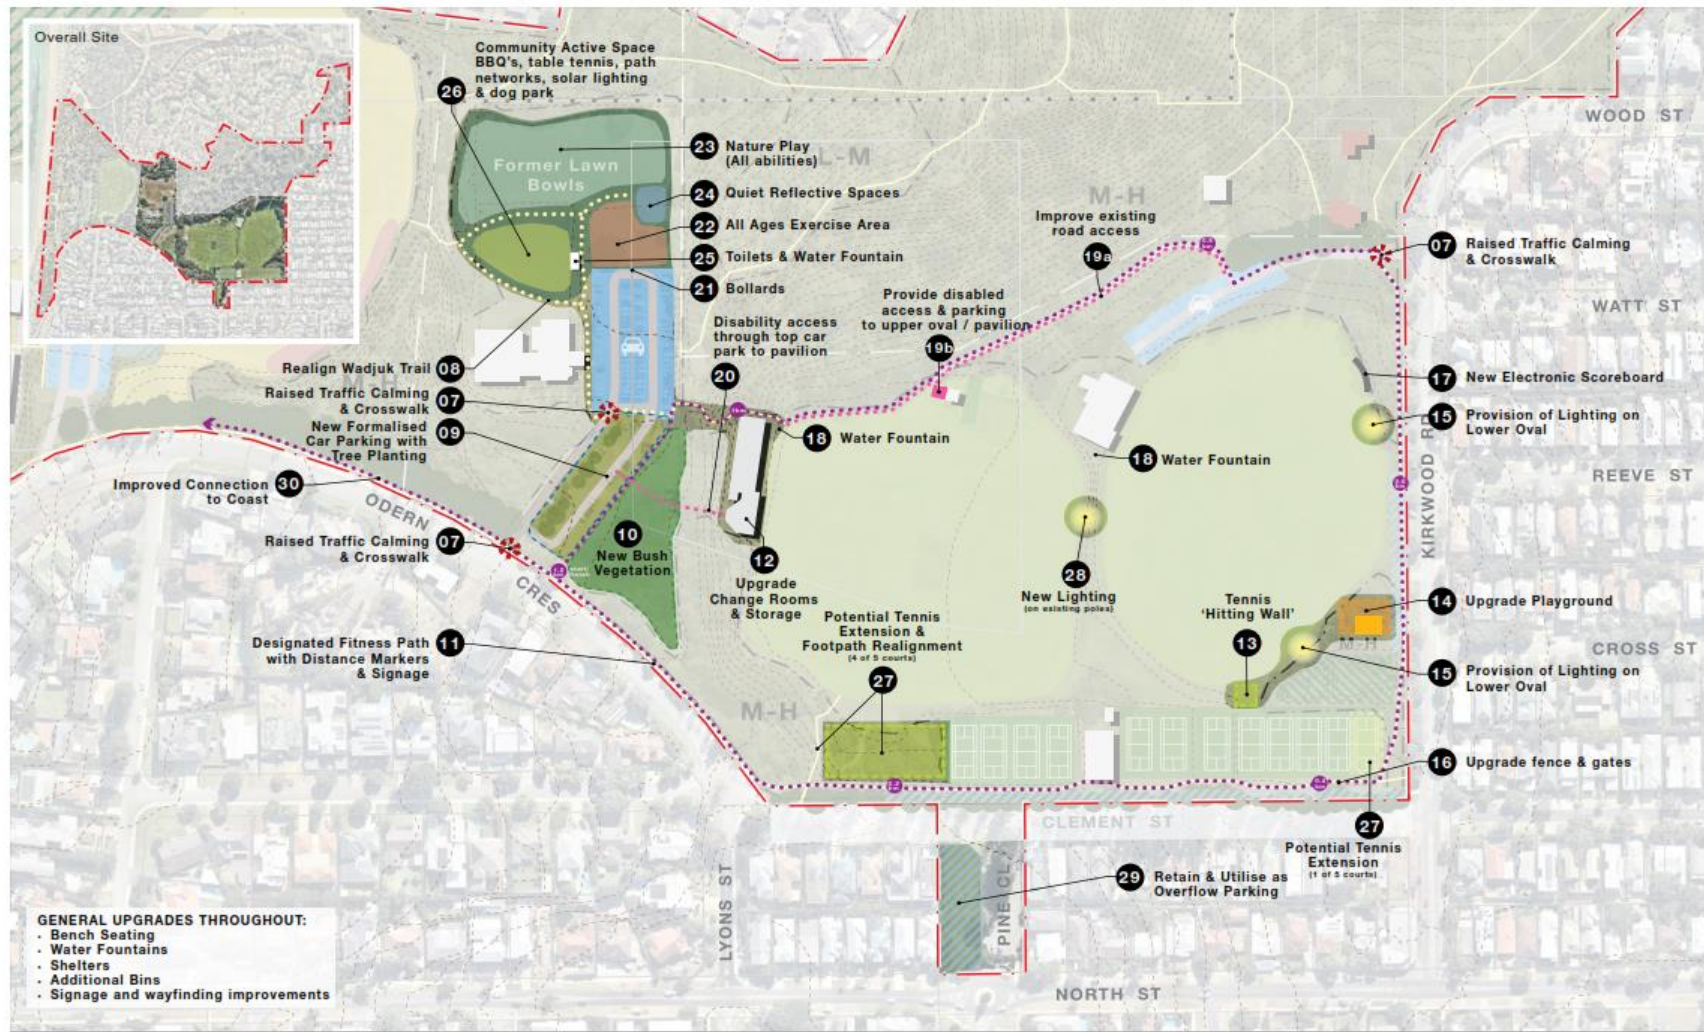 Overall Site
Community Active Space
BBQ's, table tennis, path
networks, solar lighting
& dog park
26
23 Nature Play
(All abilities)
L-M
Former Lawn
Bowls
24 Quiet Reflective Spaces
22 All Ages Exercise Area
25 Toilets & Water Fountain
21 Bollards
M-H
Improve existing
road access
19a
07 Raised Traffic Calming
& Crosswalk
WOOD ST
WATT ST
Provide disabled
access & parking
to upper oval / pavilion
19b
Disability access
through top car
park to pavilion
20
Realign Wadjuk Trail 08
M-H
Raised Traffic Calming
& Crosswalk 07
New Formalised
Car Parking with
Tree Planting
09
18 Water Fountain
18 Water Fountain
17 New Electronic Scoreboard
15 Provision of Lighting on
Lower Oval
KIRKWOOD RD
REEVE ST
Improved Connection
to Coast
30
ODERN
CRES
Raised Traffic Calming
& Crosswalk
07
10
New Bush
Vegetation
12
Upgrade
Change Rooms
& Storage
28
New Lighting
(on existing poles)
Tennis
'Hitting Wall'
13
14 Upgrade Playground
M-H
CROSS ST
15 Provision of Lighting on
Lower Oval
Designated Fitness Path
with Distance Markers
& Signage
11
Potential Tennis
Extension &
Footpath Realignment
(4 of 5 courts)
27
M-H
16 Upgrade fence & gates
CLEMENT ST
27
Potential Tennis
Extension
(1 of 5 courts)
29 Retain & Utilise as
Overflow Parking
LYONS ST
PINE CL
NORTH ST
GENERAL UPGRADES THROUGHOUT:
· Bench Seating
· Water Fountains
· Shelters
· Additional Bins
· Signage and wayfinding improvements